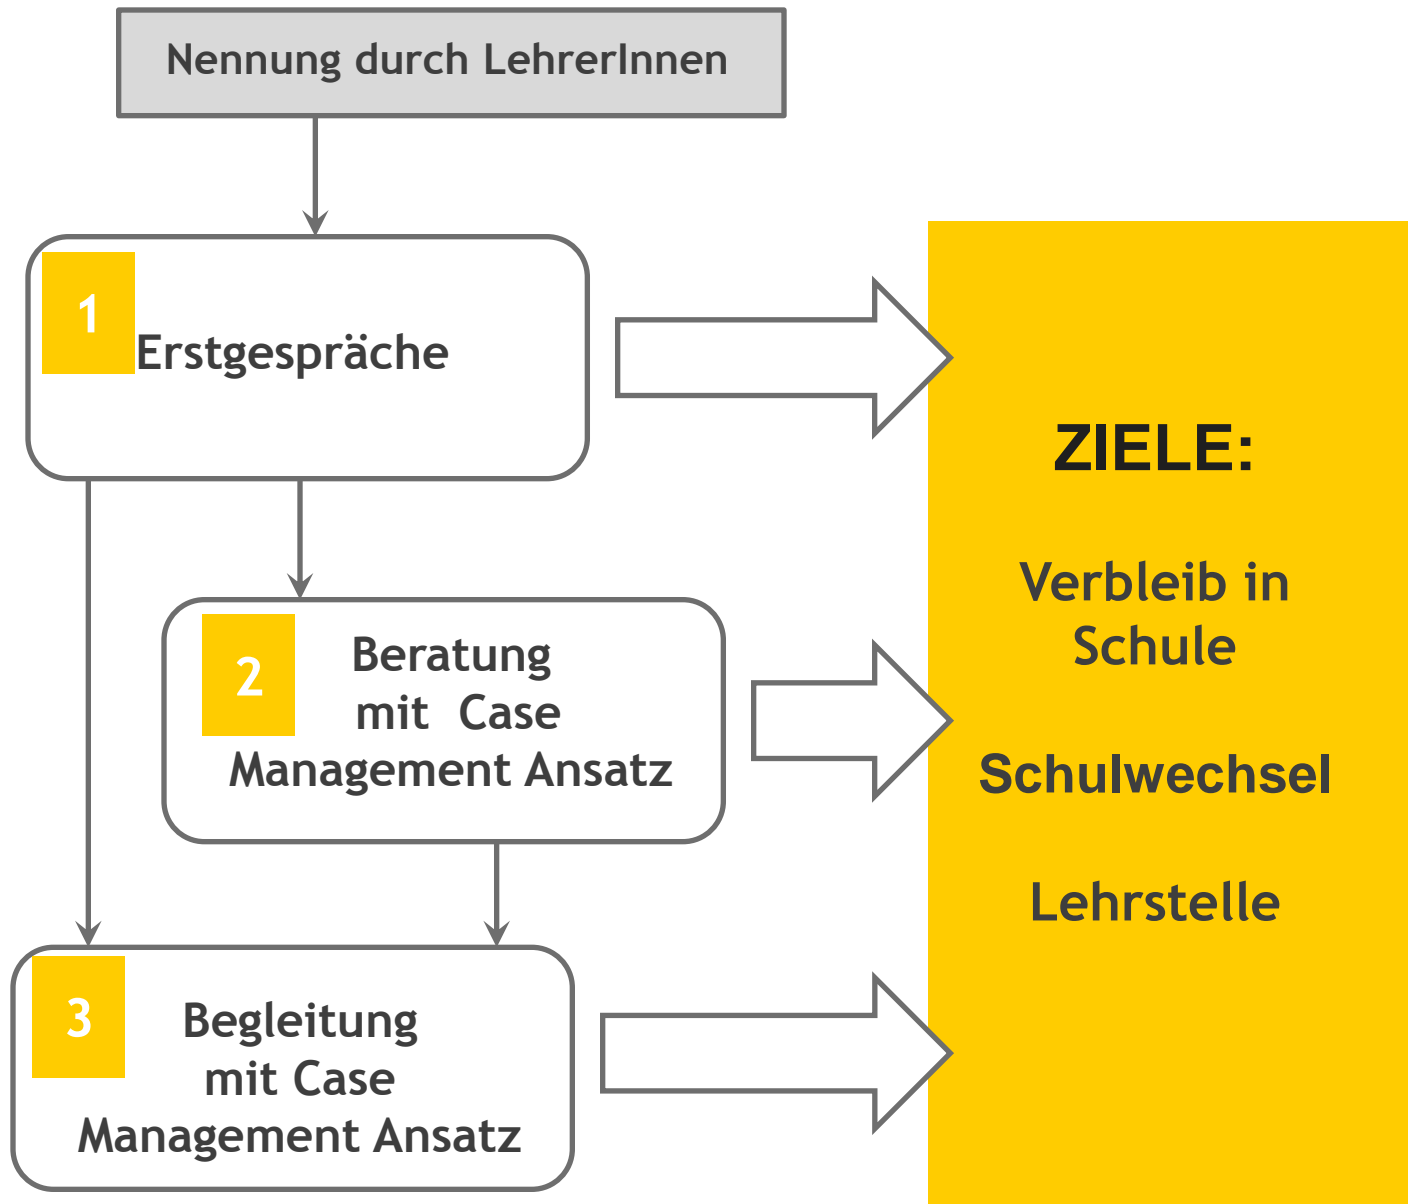 Nennung durch LehrerInnen
1
Erstgespräche
2
Beratung
mit Case
Management Ansatz
3
Begleitung
mit Case
Management Ansatz
ZIELE:
Verbleib in
Schule
Schulwechsel
Lehrstelle